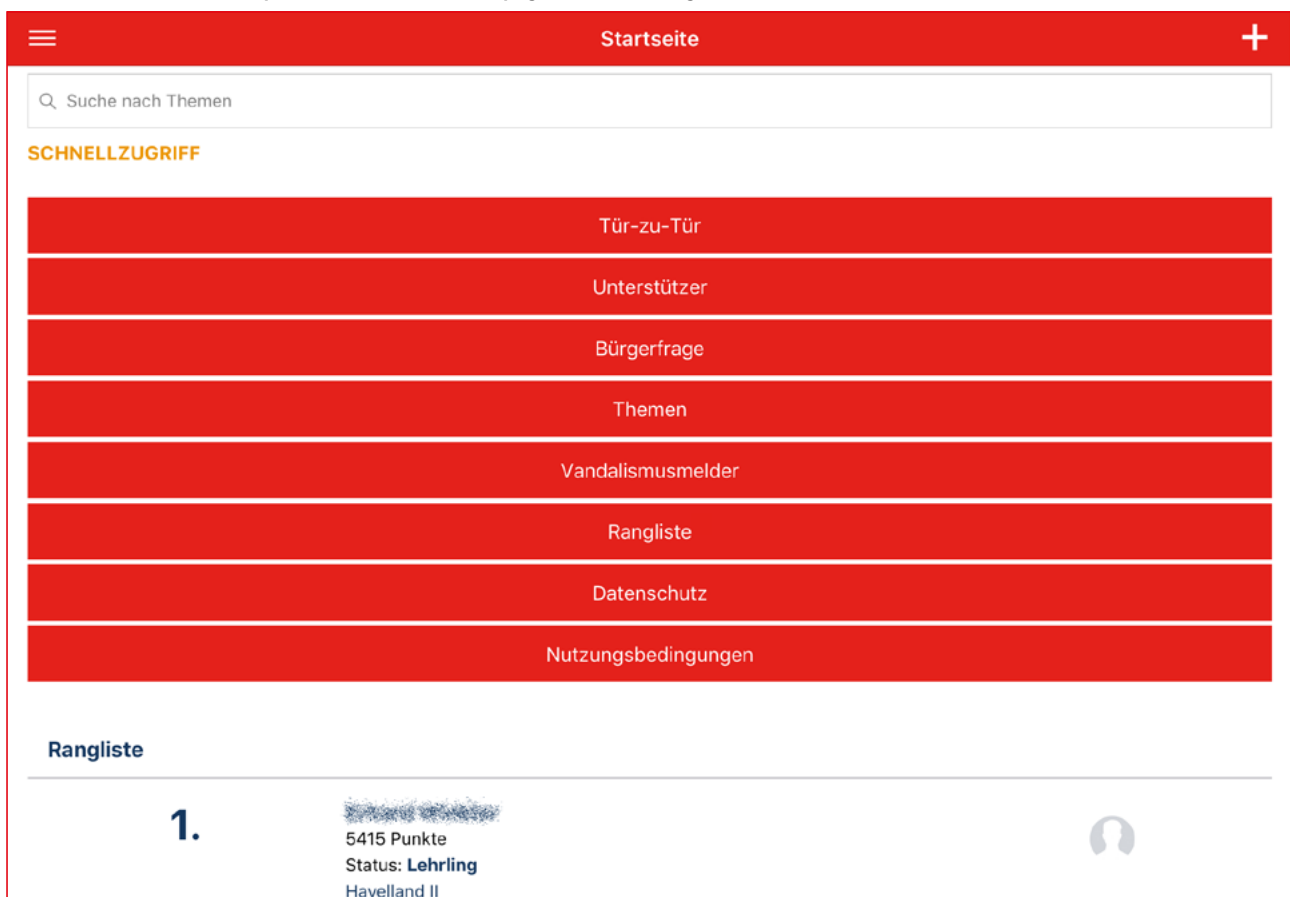 Startseite
Suche nach Themen
SCHNELLZUGRIFF
Tür-zu-Tür
Unterstützer
Bürgerfrage
Themen
Vandalismusmelder
Rangliste
Datenschutz
Nutzungsbedingungen
Rangliste
1.
5415 Punkte
Status: Lehrling
Havelland II